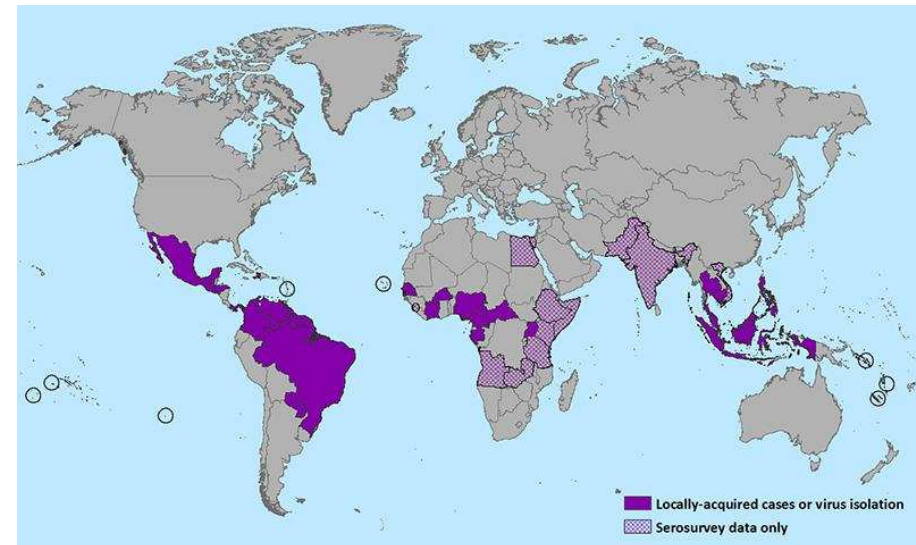 Locally-acquired cases or virus isolation
Serosurvey data only